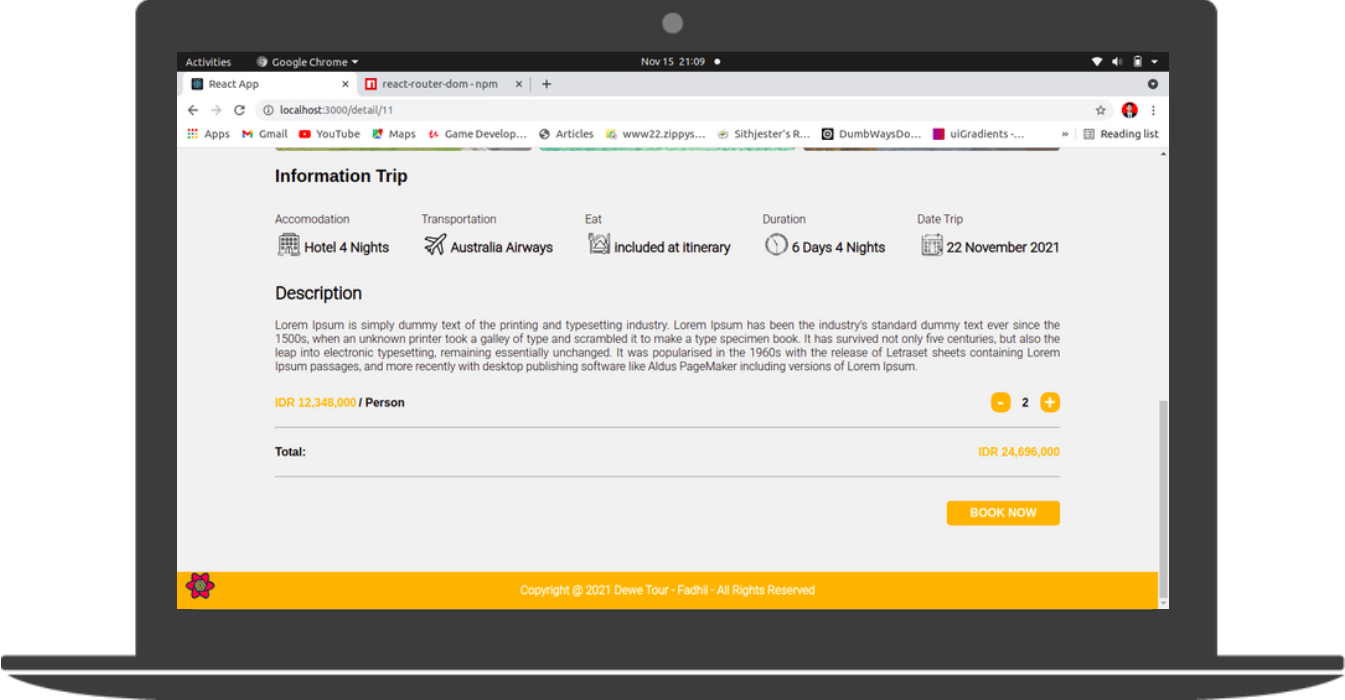 Activities Google Chrome Nov 15 21:09
React App react-router-dom - npm
localhost:3000/detail/11
Apps Gmail YouTube Maps Game Develop... Articles www22.zippys... Sithjester's R... DumbWaysDo... uiGradients -... » Reading list
Information Trip
Accomodation Transportation Eat Duration Date Trip
Hotel 4 Nights Australia Airways included at itinerary 6 Days 4 Nights 22 November 2021
Description
Lorem Ipsum is simply dummy text of the printing and typesetting industry. Lorem Ipsum has been the industry's standard dummy text ever since the
1500s, when an unknown printer took a galley of type and scrambled it to make a type specimen book. It has survived not only five centuries, but also the
leap into electronic typesetting, remaining essentially unchanged. It was popularised in the 1960s with the release of Letraset sheets containing Lorem
Ipsum passages, and more recently with desktop publishing software like Aldus PageMaker including versions of Lorem Ipsum.
IDR 12,348,000 / Person - 2 +
Total: IDR 24,696,000
BOOK NOW
Copyright @ 2021 Dewe Tour - Fadhil - All Rights Reserved